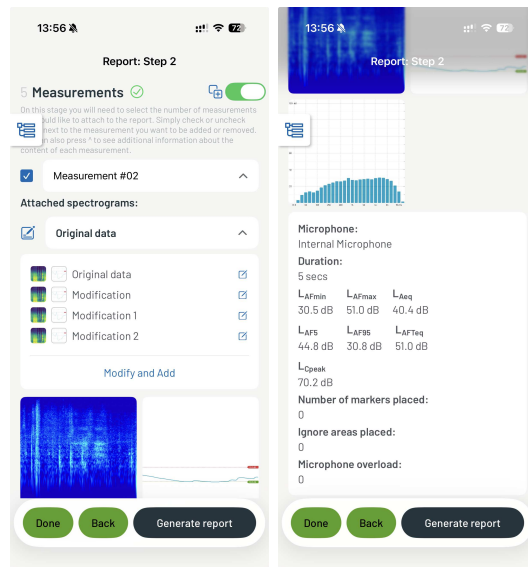 13:56
72
Report: Step 2
5 Measurements
On this stage you will need to select the number of measurements
uld like to attach to the report. Simply check or uncheck
next to the measurement you want to be added or removed.
n also press ^ to see additional information about the
content of each measurement.
Measurement #02
Attached spectrograms:
Original data
Original data
Modification
Modification 1
Modification 2
Modify and Add
Done
Back
Generate report
13:56
72
Report: Step 2
Microphone:
Internal Microphone
Duration:
5 secs
LAFmin LAFmax LAeq
30.5 dB 51.0 dB 40.4 dB
LAF5 LAF95 LAFTeq
44.8 dB 30.8 dB 51.0 dB
LCpeak
70.2 dB
Number of markers placed:
0
Ignore areas placed:
0
Microphone overload:
0
Done
Back
Generate report